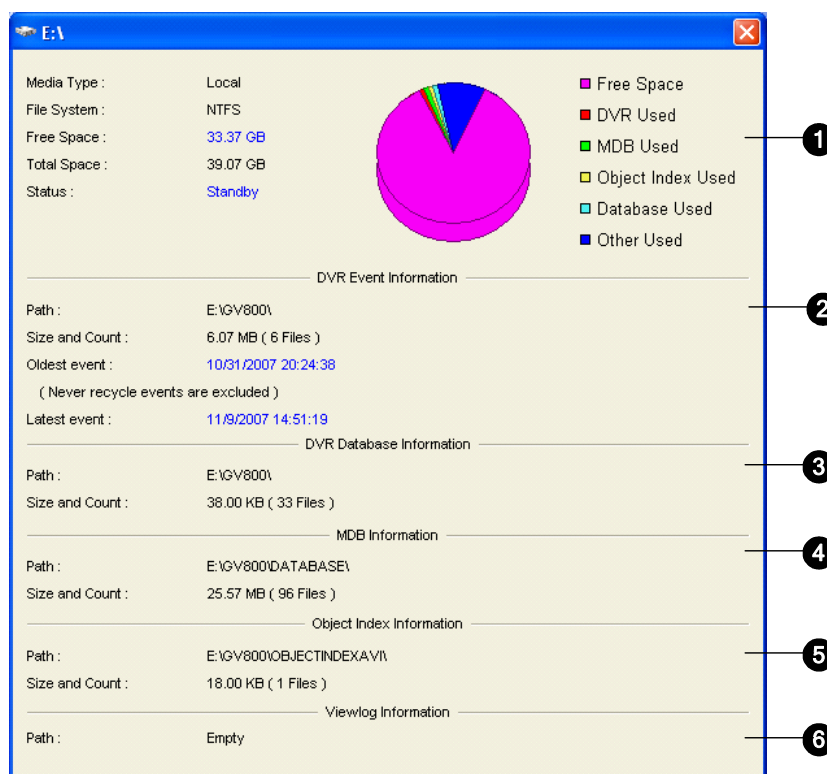 E:\
Media Type : Local
File System : NTFS
Free Space : 33.37 GB
Total Space : 39.07 GB
Status : Standby
Free Space
DVR Used
MDB Used
Object Index Used
Database Used
Other Used
1
DVR Event Information
2
Path : E:\GV800\
Size and Count : 6.07 MB ( 6 Files )
Oldest event : 10/31/2007 20:24:38
( Never recycle events are excluded )
Latest event : 11/9/2007 14:51:19
DVR Database Information
3
Path : E:\GV800\
Size and Count : 38.00 KB ( 33 Files )
MDB Information
4
Path : E:\GV800\DATABASE\
Size and Count : 25.57 MB ( 96 Files )
Object Index Information
5
Path : E:\GV800\OBJECTINDEXAVI\
Size and Count : 18.00 KB ( 1 Files )
Viewlog Information
6
Path : Empty